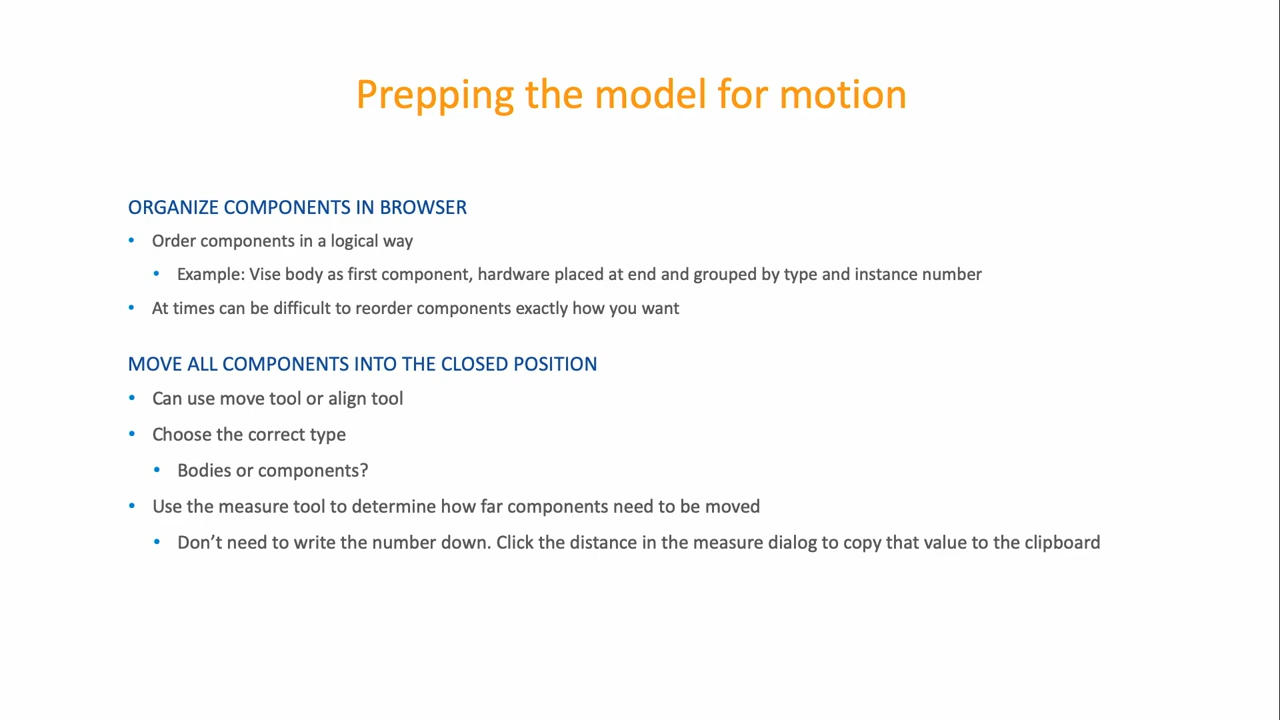 Prepping the model for motion
ORGANIZE COMPONENTS IN BROWSER
• Order components in a logical way
• Example: Vise body as first component, hardware placed at end and grouped by type and instance number
• At times can be difficult to reorder components exactly how you want
MOVE ALL COMPONENTS INTO THE CLOSED POSITION
• Can use move tool or align tool
• Choose the correct type
• Bodies or components?
• Use the measure tool to determine how far components need to be moved
• Don’t need to write the number down. Click the distance in the measure dialog to copy that value to the clipboard